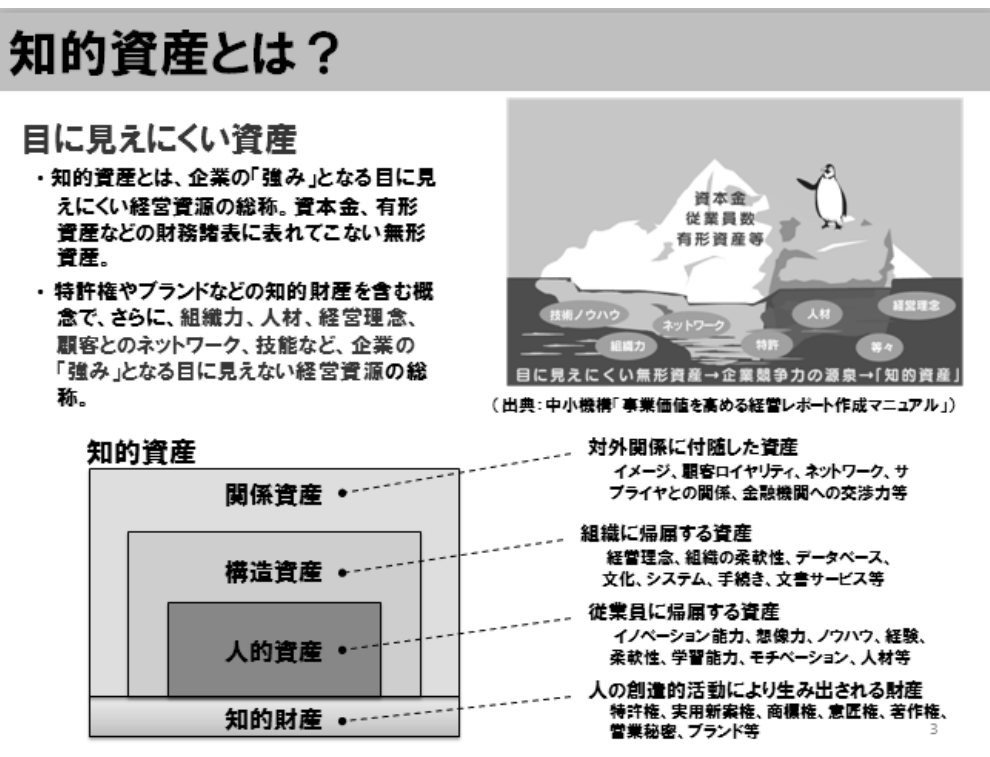 知的資産とは？
目に見えにくい資産
・知的資産とは、企業の「強み」となる目に見
えにくい経営資源の総称。資本金、有形
資産などの財務諸表に表れてこない無形
資産。
・特許権やブランドなどの知的財産を含む概
念で、さらに、組織力、人材、経営理念、
顧客とのネットワーク、技能など、企業の
「強み」となる目に見えない経営資源の総
称。
資本金
従業員数
有形資産等
技術ノウハウ
ネットワーク
人材
経営理念
組織力
特許
等々
目に見えにくい無形資産→企業競争力の源泉→「知的資産」
（出典：中小機構「事業価値を高める経営レポート作成マニュアル」）
知的資産
関係資産
構造資産
人的資産
知的財産
対外関係に付随した資産
イメージ、顧客ロイヤリティ、ネットワーク、サ
プライヤとの関係、金融機関への交渉力等
組織に帰属する資産
経営理念、組織の柔軟性、データベース、
文化、システム、手続き、文書サービス等
従業員に帰属する資産
イノベーション能力、想像力、ノウハウ、経験、
柔軟性、学習能力、モチベーション、人材等
人の創造的活動により生み出される財産
特許権、実用新案権、商標権、意匠権、著作権、
営業秘密、ブランド等
3